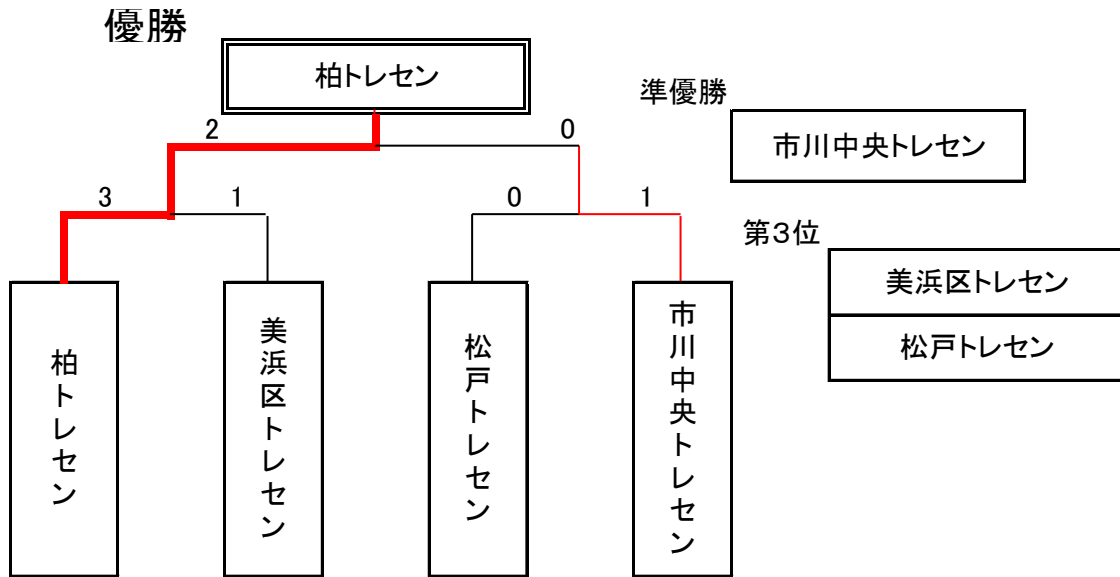 優勝
柏トレセン
準優勝
2
0
市川中央トレセン
3
1
0
1
第3位
美浜区トレセン
松戸トレセン
柏トレセン
美浜区トレセン
松戸トレセン
市川中央トレセン